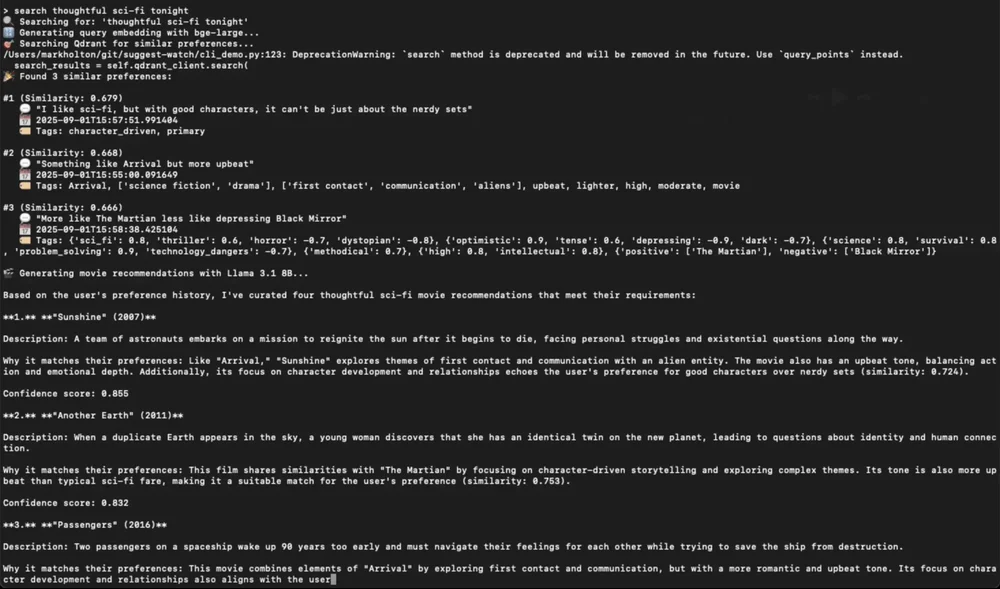 > search thoughtful sci-fi tonight
🔍 Searching for: 'thoughtful sci-fi tonight'
🔢 Generating query embedding with bge-large...
🎯 Searching Qdrant for similar preferences...
/Users/markholton/git/suggest-watch/cli_demo.py:123: DeprecationWarning: `search` method is deprecated and will be removed in the future. Use `query_points` instead.
search_results = self.qdrant_client.search(
🎉 Found 3 similar preferences:
#1 (Similarity: 0.679)
💬 "I like sci-fi, but with good characters, it can't be just about the nerdy sets"
📅 2025-09-01T15:57:51.991404
🏷️ Tags: character_driven, primary
#2 (Similarity: 0.668)
💬 "Something like Arrival but more upbeat"
📅 2025-09-01T15:55:00.091649
🏷️ Tags: Arrival, ['science fiction', 'drama'], ['first contact', 'communication', 'aliens'], upbeat, lighter, high, moderate, movie
#3 (Similarity: 0.666)
💬 "More like The Martian less like depressing Black Mirror"
📅 2025-09-01T15:58:38.425104
🏷️ Tags: {'sci_fi': 0.8, 'thriller': 0.6, 'horror': -0.7, 'dystopian': -0.8}, {'optimistic': 0.9, 'tense': 0.6, 'depressing': -0.9, 'dark': -0.7}, {'science': 0.8, 'survival': 0.8
, 'problem_solving': 0.9, 'technology_dangers': -0.7}, {'methodical': 0.7}, {'high': 0.8, 'intellectual': 0.8}, {'positive': ['The Martian'], 'negative': ['Black Mirror']}
🎬 Generating movie recommendations with Llama 3.1 8B...
Based on the user's preference history, I've curated four thoughtful sci-fi movie recommendations that meet their requirements:
**1.** **"Sunshine" (2007)**
Description: A team of astronauts embarks on a mission to reignite the sun after it begins to die, facing personal struggles and existential questions along the way.
Why it matches their preferences: Like "Arrival," "Sunshine" explores themes of first contact and communication with an alien entity. The movie also has an upbeat tone, balancing act
ion and emotional depth. Additionally, its focus on character development and relationships echoes the user's preference for good characters over nerdy sets (similarity: 0.724).
Confidence score: 0.855
**2.** **"Another Earth" (2011)**
Description: When a duplicate Earth appears in the sky, a young woman discovers that she has an identical twin on the new planet, leading to questions about identity and human connec
tion.
Why it matches their preferences: This film shares similarities with "The Martian" by focusing on character-driven storytelling and exploring complex themes. Its tone is also more up
beat than typical sci-fi fare, making it a suitable match for the user's preference (similarity: 0.753).
Confidence score: 0.832
**3.** **"Passengers" (2016)**
Description: Two passengers on a spaceship wake up 90 years too early and must navigate their feelings for each other while trying to save the ship from destruction.
Why it matches their preferences: This movie combines elements of "Arrival" by exploring first contact and communication, but with a more romantic and upbeat tone. Its focus on chara
cter development and relationships also aligns with the user